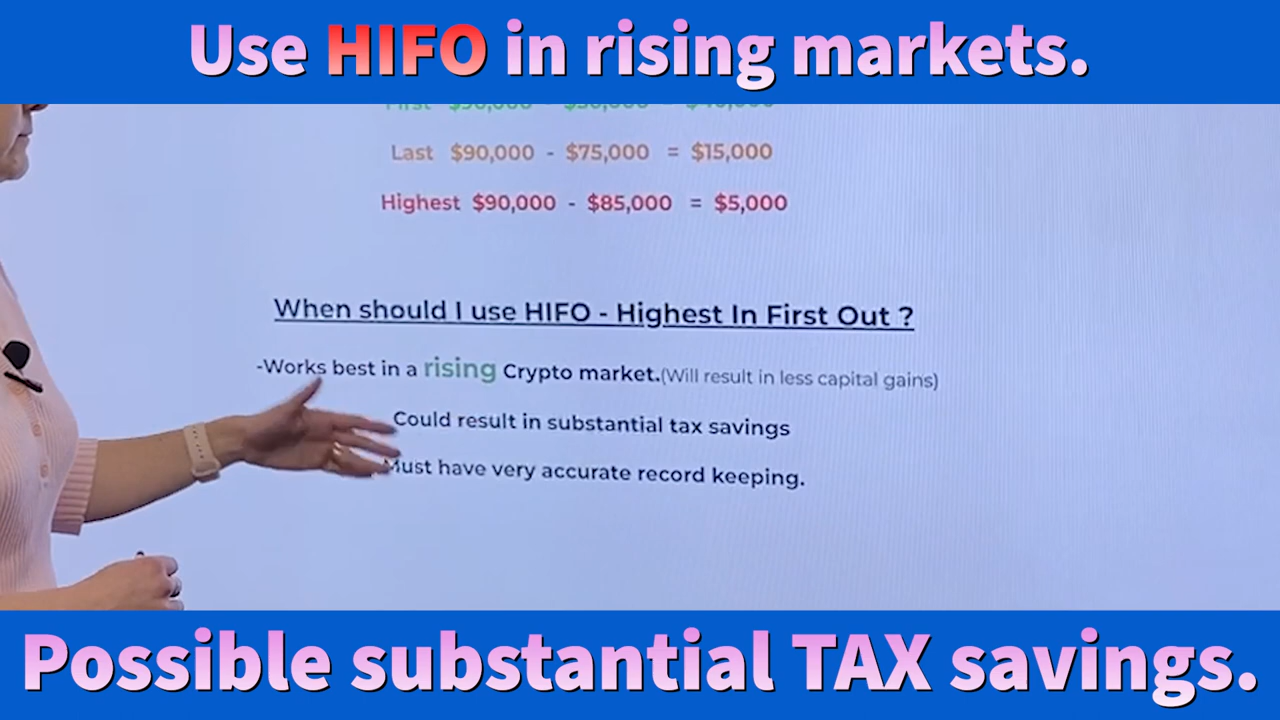 Use HIFO in rising markets.
Last $90,000 - $75,000 = $15,000
Highest $90,000 - $85,000 = $5,000
When should I use HIFO - Highest In First Out ?
-Works best in a rising Crypto market.(Will result in less capital gains)
Could result in substantial tax savings
Must have very accurate record keeping.
Possible substantial TAX savings.